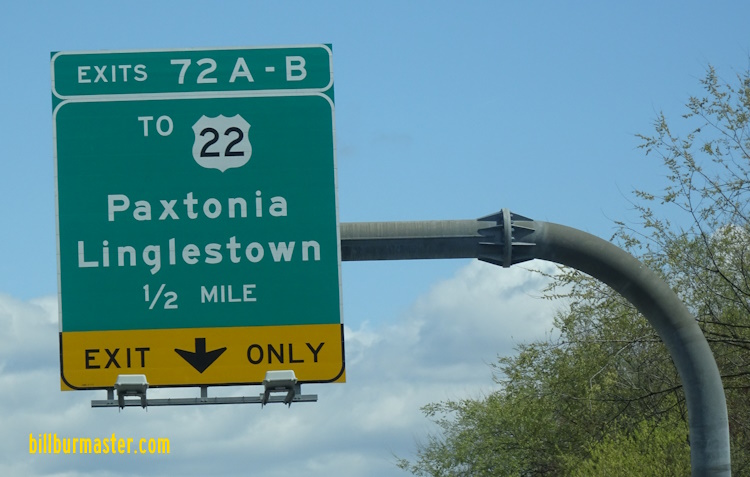 EXITS 72 A - B
TO 22
Paxtonia
Linglestown
1/2 MILE
EXIT ONLY
billburmaster.com